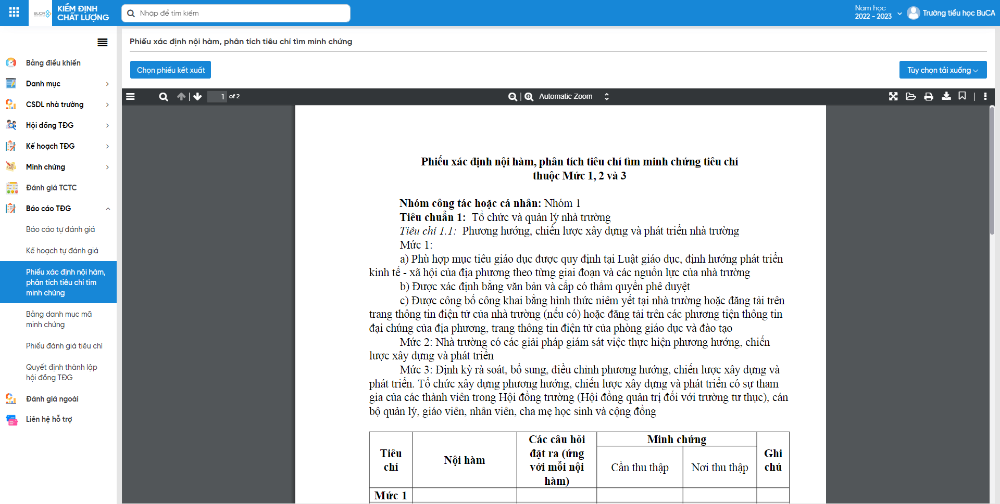 BUCA
KIỂM ĐỊNH
CHẤT LƯỢNG
Nhập để tìm kiếm
Năm học
2022 - 2023
Trường tiểu học BuCA
Bảng điều khiển
Danh mục
CSDL nhà trường
Hội đồng TĐG
Kế hoạch TĐG
Minh chứng
Đánh giá TCTC
Báo cáo TĐG
Báo cáo tự đánh giá
Kế hoạch tự đánh giá
Phiếu xác định nội hàm,
phân tích tiêu chí tìm
minh chứng
Bảng danh mục mã
minh chứng
Phiếu đánh giá tiêu chí
Quyết định thành lập
hội đồng TĐG
Đánh giá ngoài
Liên hệ hỗ trợ
Phiếu xác định nội hàm, phân tích tiêu chí tìm minh chứng
Chọn phiếu kết xuất
Tùy chọn tải xuống
1 of 2
Automatic Zoom
Phiếu xác định nội hàm, phân tích tiêu chí tìm minh chứng tiêu chí
thuộc Mức 1, 2 và 3
Nhóm công tác hoặc cá nhân: Nhóm 1
Tiêu chuẩn 1: Tổ chức và quản lý nhà trường
Tiêu chí 1.1: Phương hướng, chiến lược xây dựng và phát triển nhà trường
Mức 1:
a) Phù hợp mục tiêu giáo dục được quy định tại Luật giáo dục, định hướng phát triển
kinh tế - xã hội của địa phương theo từng giai đoạn và các nguồn lực của nhà trường
b) Được xác định bằng văn bản và cấp có thẩm quyền phê duyệt
c) Được công bố công khai bằng hình thức niêm yết tại nhà trường hoặc đăng tải trên
trang thông tin điện tử của nhà trường (nếu có) hoặc đăng tải trên các phương tiện thông tin
đại chúng của địa phương, trang thông tin điện tử của phòng giáo dục và đào tạo
Mức 2: Nhà trường có các giải pháp giám sát việc thực hiện phương hướng, chiến
lược xây dựng và phát triển
Mức 3: Định kỳ rà soát, bổ sung, điều chỉnh phương hướng, chiến lược xây dựng và
phát triển. Tổ chức xây dựng phương hướng, chiến lược xây dựng và phát triển có sự tham
gia của các thành viên trong Hội đồng trường (Hội đồng quản trị đối với trường tư thục), cán
bộ quản lý, giáo viên, nhân viên, cha mẹ học sinh và cộng đồng
Tiêu
chí
Nội hàm
Các câu hỏi
đặt ra (ứng
với mỗi nội
hàm)
Minh chứng
Cần thu thập
Nơi thu thập
Ghi
chú
Mức 1